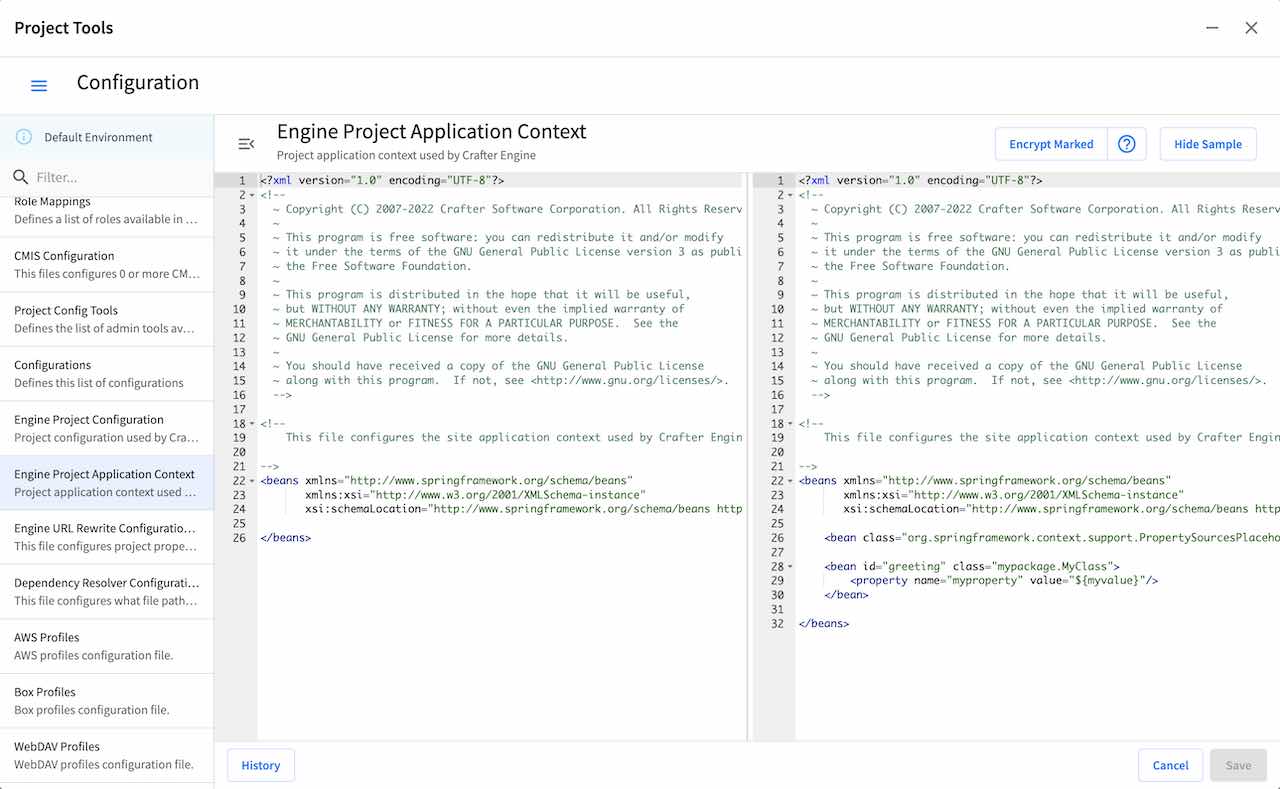 Project Tools
Configuration
Default Environment
Filter...
Role Mappings
Defines a list of roles available in ...
CMIS Configuration
This files configures 0 or more CM...
Project Config Tools
Defines the list of admin tools av...
Configurations
Defines this list of configurations
Engine Project Configuration
Project configuration used by Cra...
Engine Project Application Context
Project application context used ...
Engine URL Rewrite Configuratio...
This file configures project prope...
Dependency Resolver Configurati...
This file configures what file path...
AWS Profiles
AWS profiles configuration file.
Box Profiles
Box profiles configuration file.
WebDAV Profiles
WebDAV profiles configuration file.
Engine Project Application Context
Project application context used by Crafter Engine
Encrypt Marked
Hide Sample
1 <?xml version="1.0" encoding="UTF-8"?>
2 <!--
3 ~ Copyright (C) 2007-2022 Crafter Software Corporation. All Rights Reserv
4 ~
5 ~ This program is free software: you can redistribute it and/or modify
6 ~ it under the terms of the GNU General Public License version 3 as publi
7 ~ the Free Software Foundation.
8 ~
9 ~ This program is distributed in the hope that it will be useful,
10 ~ but WITHOUT ANY WARRANTY; without even the implied warranty of
11 ~ MERCHANTABILITY or FITNESS FOR A PARTICULAR PURPOSE.  See the
12 ~ GNU General Public License for more details.
13 ~
14 ~ You should have received a copy of the GNU General Public License
15 ~ along with this program.  If not, see <http://www.gnu.org/licenses/>.
16 -->
17
18 <!--
19 This file configures the site application context used by Crafter Engin
20
21 -->
22 <beans xmlns="http://www.springframework.org/schema/beans"
23 xmlns:xsi="http://www.w3.org/2001/XMLSchema-instance"
24 xsi:schemaLocation="http://www.springframework.org/schema/beans http
25
26 </beans>
1 <?xml version="1.0" encoding="UTF-8"?>
2 <!--
3 ~ Copyright (C) 2007-2022 Crafter Software Corporation. All Rights Reserv
4 ~
5 ~ This program is free software: you can redistribute it and/or modify
6 ~ it under the terms of the GNU General Public License version 3 as publi
7 ~ the Free Software Foundation.
8 ~
9 ~ This program is distributed in the hope that it will be useful,
10 ~ but WITHOUT ANY WARRANTY; without even the implied warranty of
11 ~ MERCHANTABILITY or FITNESS FOR A PARTICULAR PURPOSE.  See the
12 ~ GNU General Public License for more details.
13 ~
14 ~ You should have received a copy of the GNU General Public License
15 ~ along with this program.  If not, see <http://www.gnu.org/licenses/>.
16 -->
17
18 <!--
19 This file configures the site application context used by Crafter Engin
20
21 -->
22 <beans xmlns="http://www.springframework.org/schema/beans"
23 xmlns:xsi="http://www.w3.org/2001/XMLSchema-instance"
24 xsi:schemaLocation="http://www.springframework.org/schema/beans http
25
26 <bean class="org.springframework.context.support.PropertySourcesPlaceho
27
28 <bean id="greeting" class="mypackage.MyClass">
29 <property name="myproperty" value="${myvalue}"/>
30 </bean>
31
32 </beans>
History
Cancel
Save